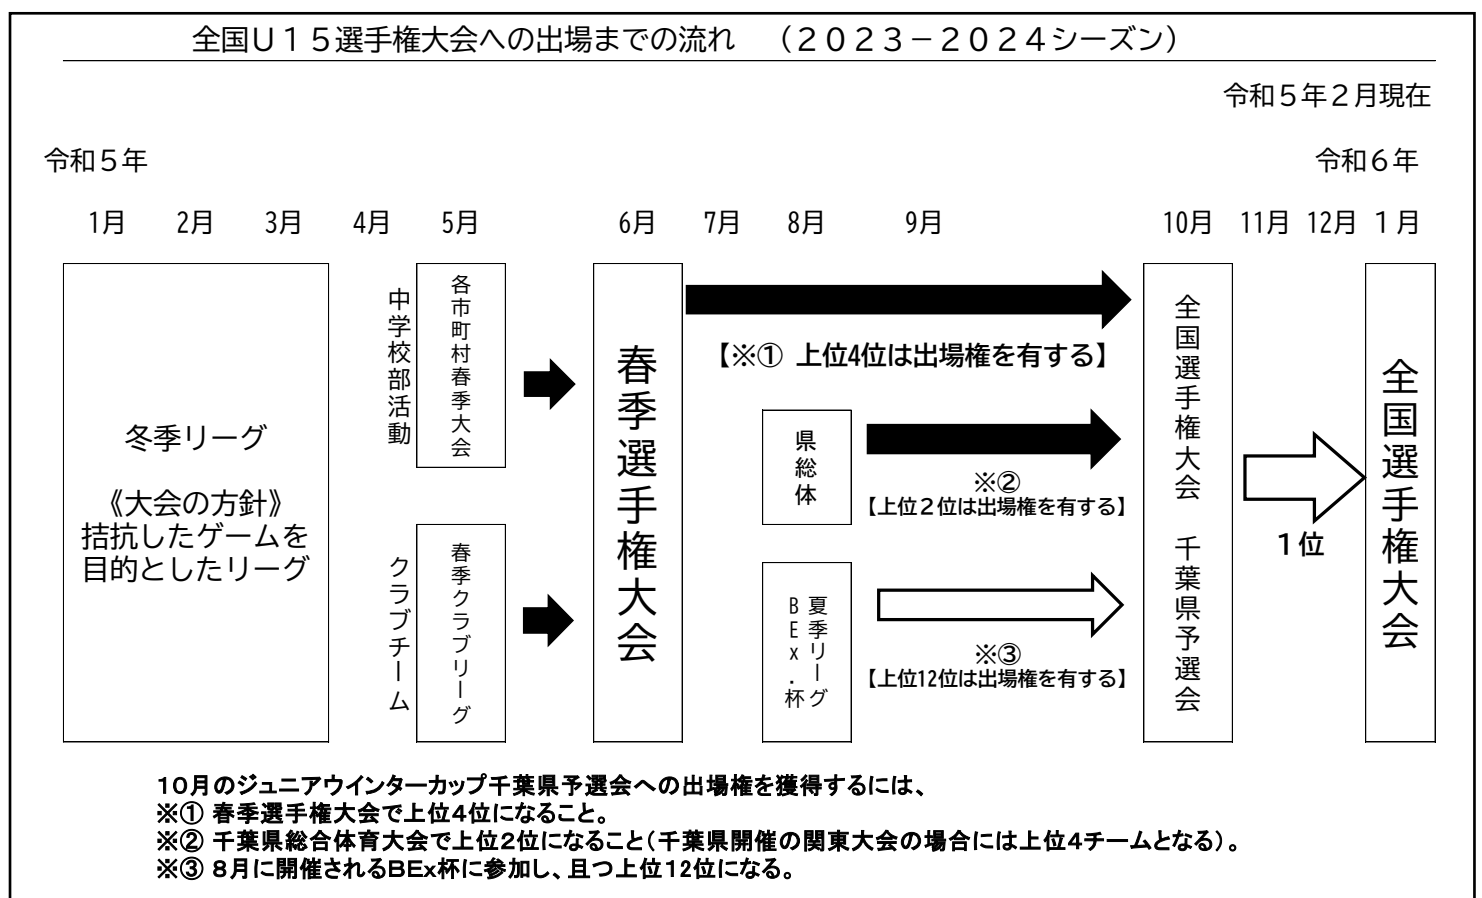 全国Ｕ１５選手権大会への出場までの流れ　（２０２３－２０２４シーズン）
令和５年２月現在
令和５年
令和６年
1月 2月 3月 4月 5月 6月 7月 8月 9月 10月 11月 12月 １月
冬季リーグ
《大会の方針》
拮抗したゲームを
目的としたリーグ
中学校部活動
各市町村春季大会
クラブチーム
春季クラブリーグ
春季選手権大会
【※① 上位4位は出場権を有する】
県総体
※②
【上位２位は出場権を有する】
夏季リーグ
BEx.杯
※③
【上位12位は出場権を有する】
全国選手権大会　千葉県予選会
１位
全国選手権大会
１０月のジュニアウインターカップ千葉県予選会への出場権を獲得するには、
※① 春季選手権大会で上位４位になること。
※② 千葉県総合体育大会で上位２位になること（千葉県開催の関東大会の場合には上位４チームとなる）。
※③ ８月に開催されるＢＥｘ杯に参加し、且つ上位１２位になる。